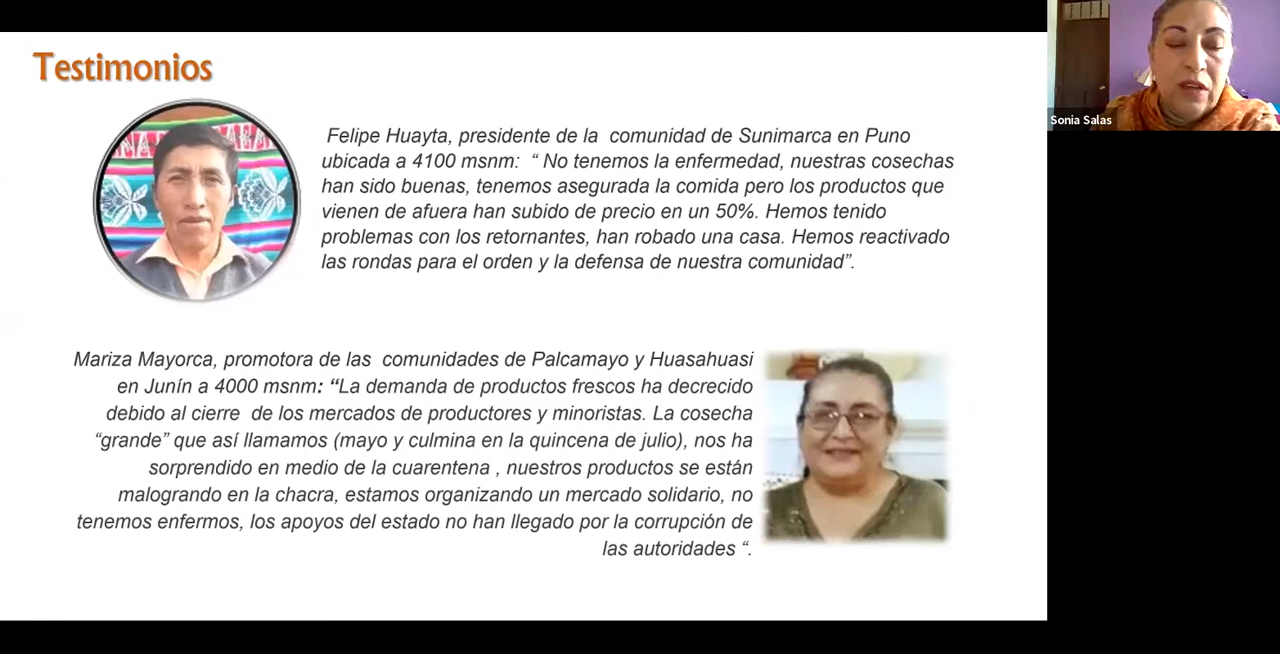 Testimonios
Felipe Huayta, presidente de la comunidad de Sunimarca en Puno
ubicada a 4100 msnm: “ No tenemos la enfermedad, nuestras cosechas
han sido buenas, tenemos asegurada la comida pero los productos que
vienen de afuera han subido de precio en un 50%. Hemos tenido
problemas con los retornantes, han robado una casa. Hemos reactivado
las rondas para el orden y la defensa de nuestra comunidad”.
Mariza Mayorca, promotora de las comunidades de Palcamayo y Huasahuasi
en Junín a 4000 msnm: “La demanda de productos frescos ha decrecido
debido al cierre de los mercados de productores y minoristas. La cosecha
“grande” que así llamamos (mayo y culmina en la quincena de julio), nos ha
sorprendido en medio de la cuarentena , nuestros productos se están
malogrando en la chacra, estamos organizando un mercado solidario, no
tenemos enfermos, los apoyos del estado no han llegado por la corrupción de
las autoridades “.
Sonia Salas